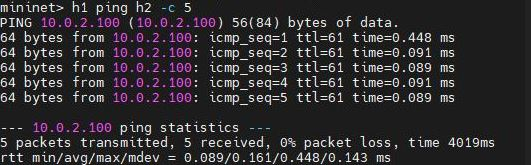 mininet> h1 ping h2 -c 5
PING 10.0.2.100 (10.0.2.100) 56(84) bytes of data.
64 bytes from 10.0.2.100: icmp_seq=1 ttl=61 time=0.448 ms
64 bytes from 10.0.2.100: icmp_seq=2 ttl=61 time=0.091 ms
64 bytes from 10.0.2.100: icmp_seq=3 ttl=61 time=0.089 ms
64 bytes from 10.0.2.100: icmp_seq=4 ttl=61 time=0.091 ms
64 bytes from 10.0.2.100: icmp_seq=5 ttl=61 time=0.089 ms
--- 10.0.2.100 ping statistics ---
5 packets transmitted, 5 received, 0% packet loss, time 4019ms
rtt min/avg/max/mdev = 0.089/0.161/0.448/0.143 ms